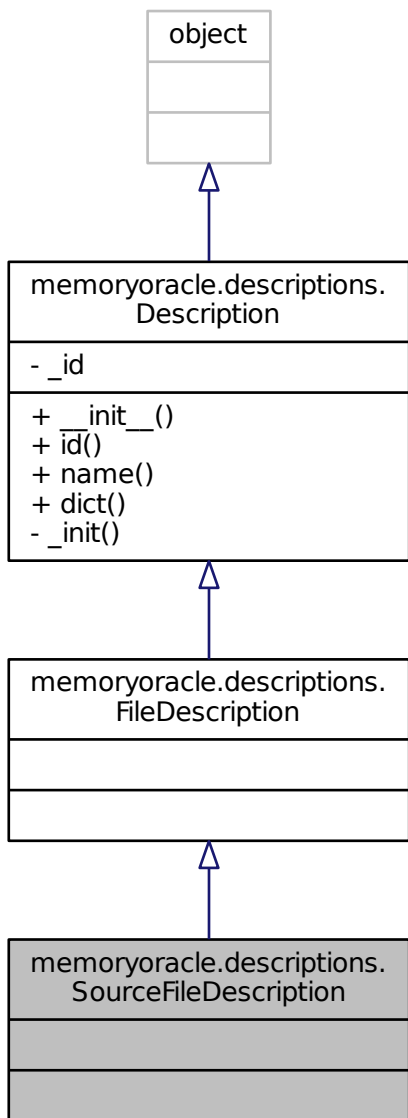 object
memoryoracle.descriptions.
Description
- _id
+ __init__()
+ id()
+ name()
+ dict()
- _init()
memoryoracle.descriptions.
FileDescription
memoryoracle.descriptions.
SourceFileDescription